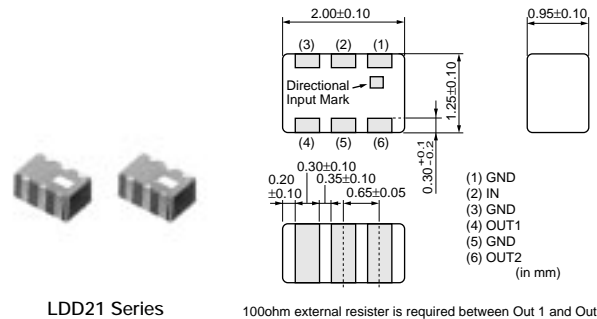 2.00±0.10
0.95±0.10
(3) (2) (1)
Directional
Input Mark
1.25±0.10
(4) (5) (6)
0.30 +0.1 -0.2
0.30±0.10
0.20 ±0.10
0.35±0.10
0.65±0.05
(1) GND
(2) IN
(3) GND
(4) OUT1
(5) GND
(6) OUT2
(in mm)
LDD21 Series
100ohm external resister is required between Out 1 and Out